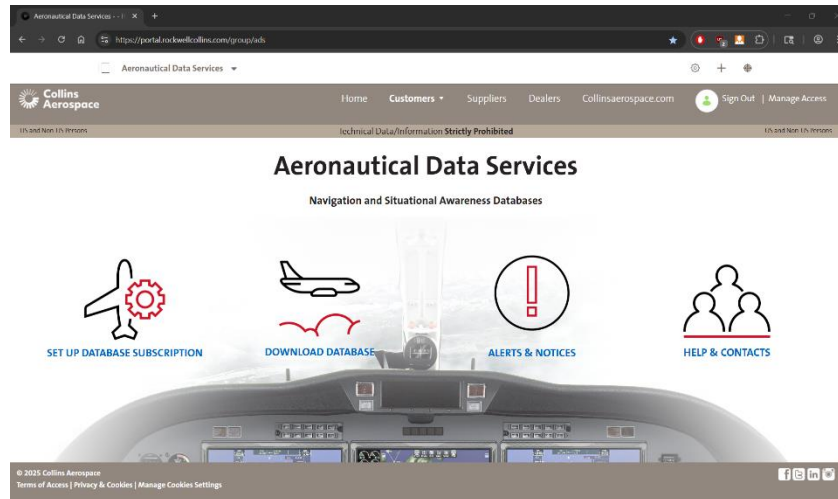 Aeronautical Data Services - -
https://portal.rockwellcollins.com/group/ads
Aeronautical Data Services
Collins
Aerospace
Home
Customers
Suppliers
Dealers
Collinsaerospace.com
Sign Out | Manage Access
US and Non US Persons
Technical Data/Information Strictly Prohibited
US and Non US Persons
Aeronautical Data Services
Navigation and Situational Awareness Databases
SET UP DATABASE SUBSCRIPTION
DOWNLOAD DATABASE
ALERTS & NOTICES
HELP & CONTACTS
© 2025 Collins Aerospace
Terms of Access | Privacy & Cookies | Manage Cookies Settings